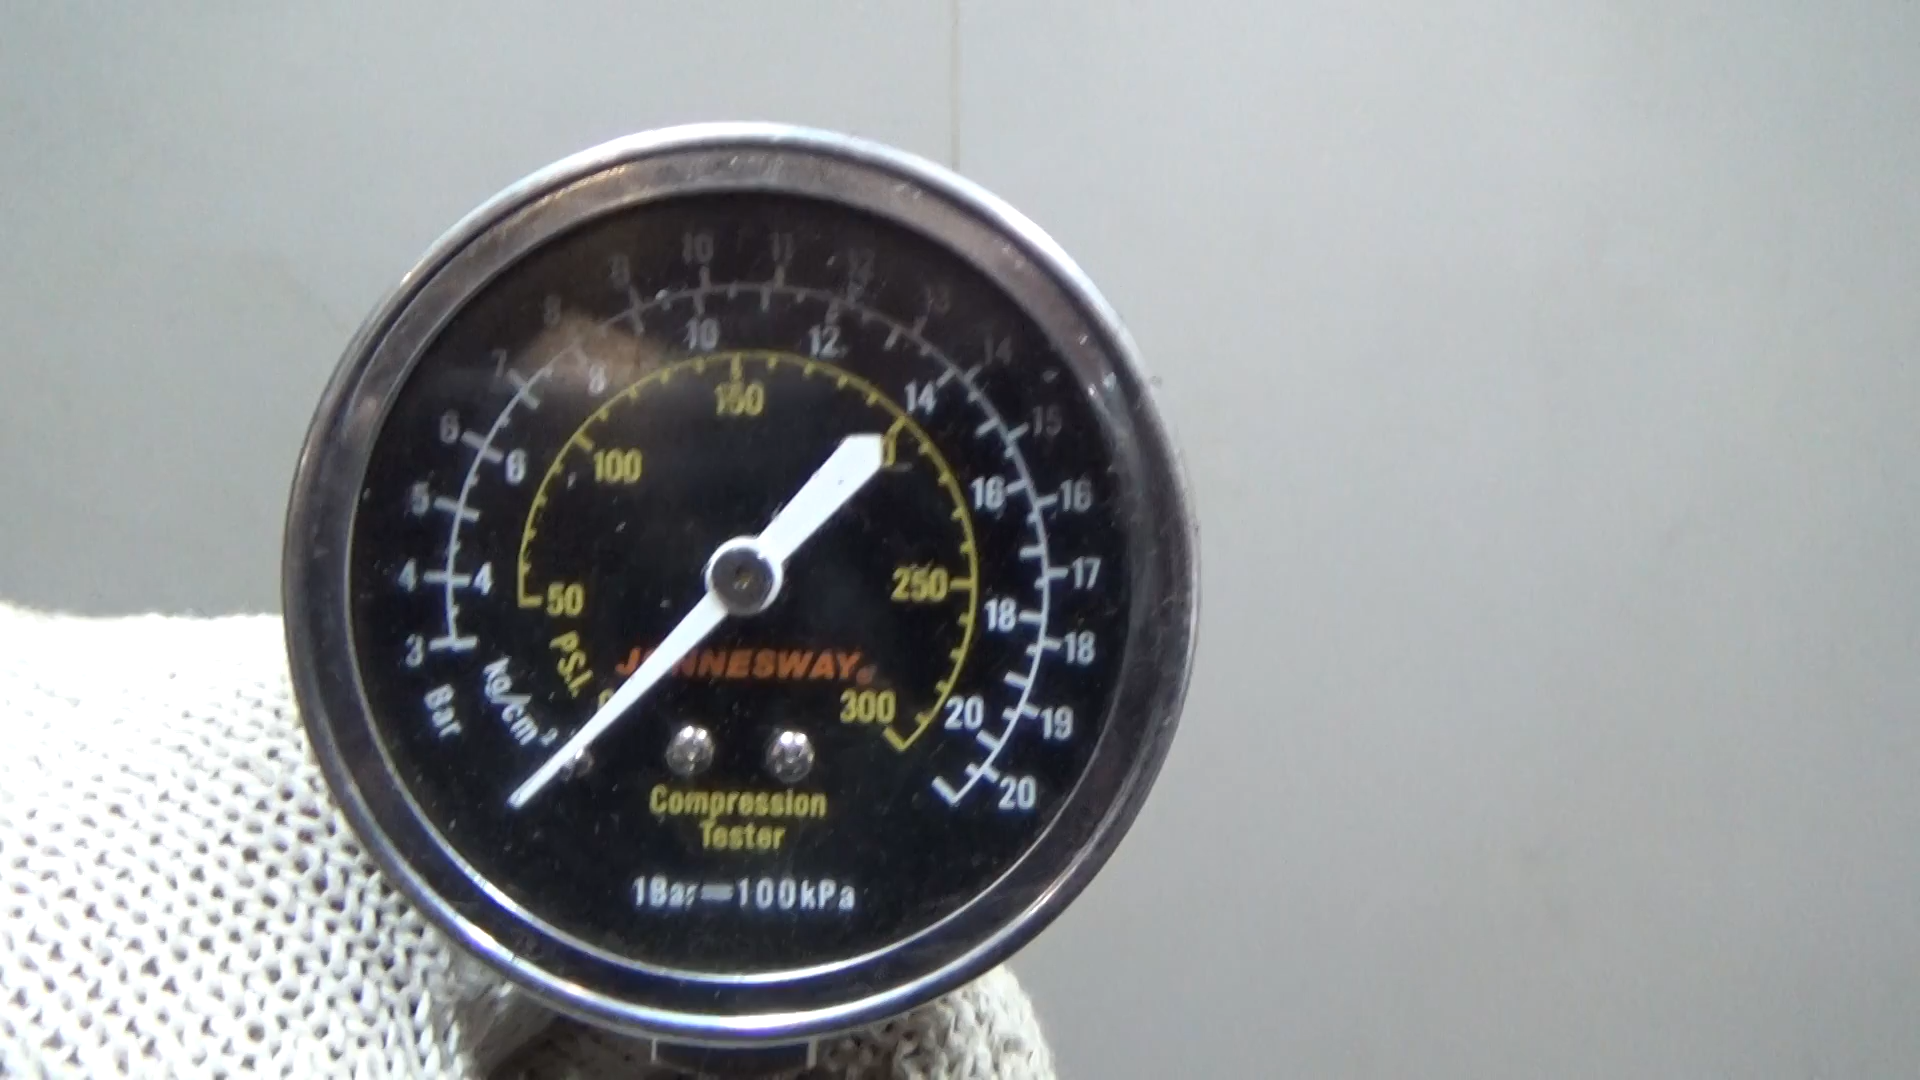 3 4 5 6 7 8 9 10 11 12 13 14 15 16 17 18 19 20
Bar
4 6 8 10 12 14 16 18 20
kg/cm²
50 100 150 250 300
P.S.I.
JONNESWAY®
Compression
Tester
1Bar=100kPa